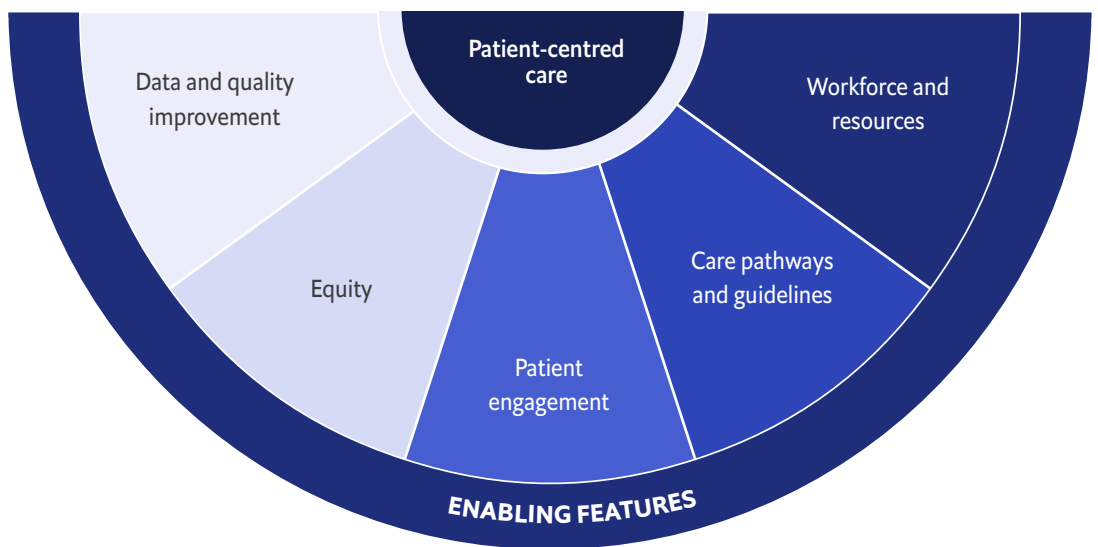 Patient-centred
care
Data and quality
improvement
Workforce and
resources
Equity
Care pathways
and guidelines
Patient
engagement
ENABLING FEATURES